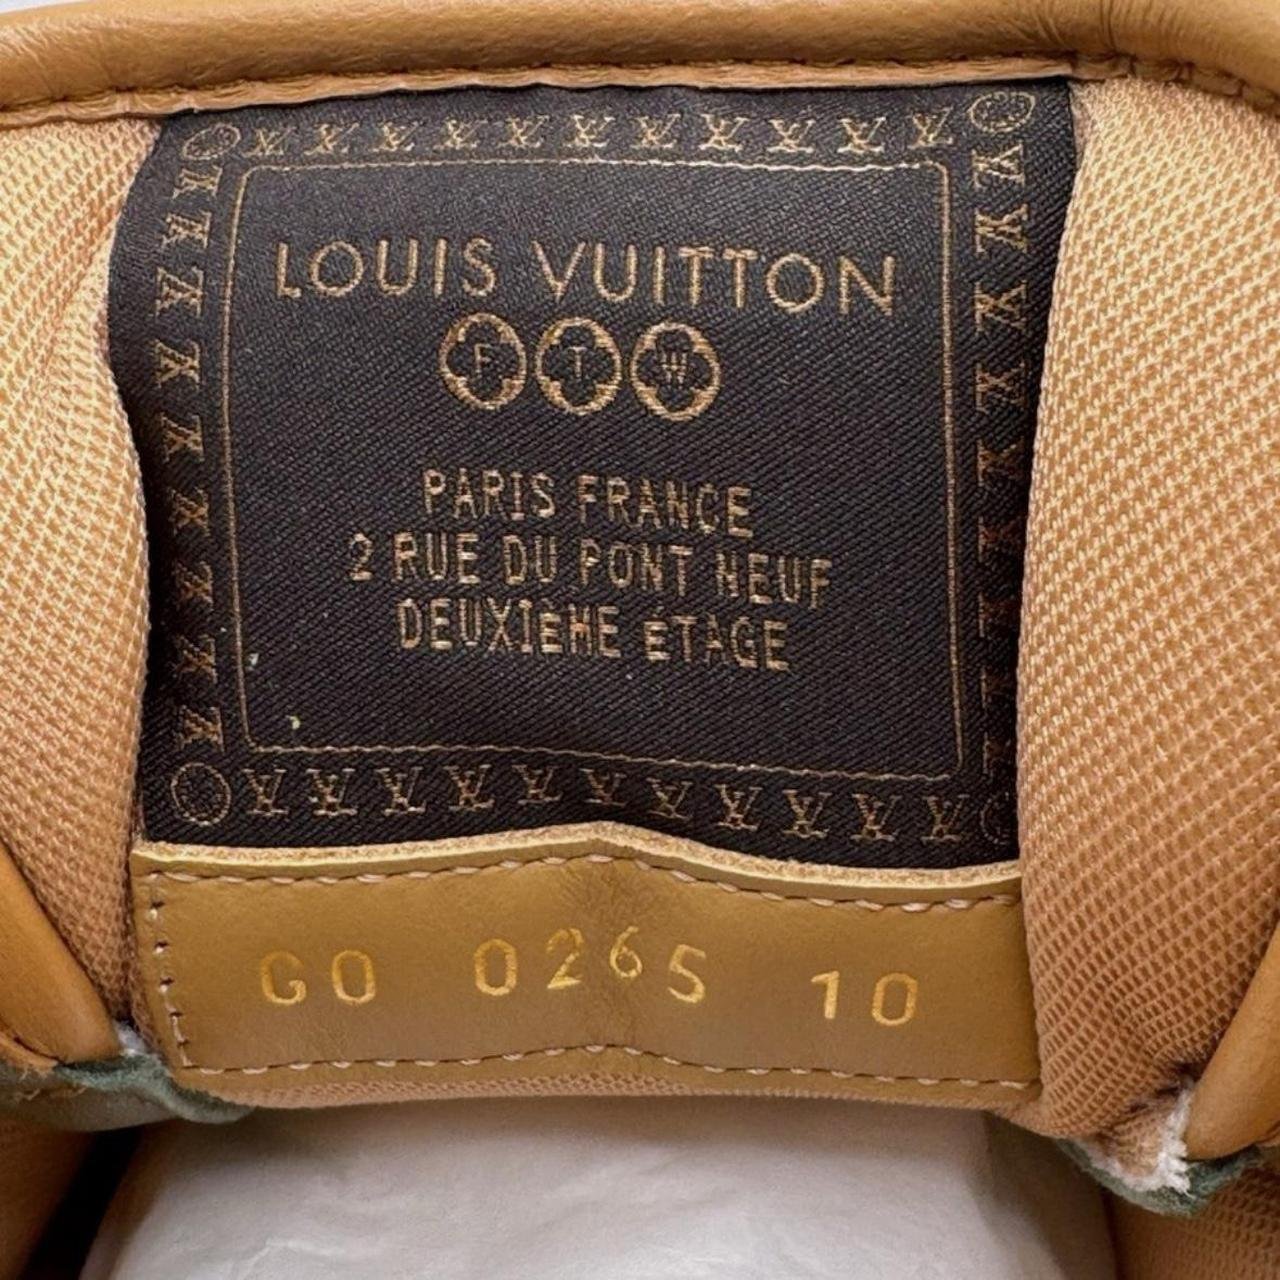 LOUIS VUITTON
F T W
PARIS FRANCE
2 RUE DU PONT NEUF
DEUXIÈME ÉTAGE
GO 0265 10